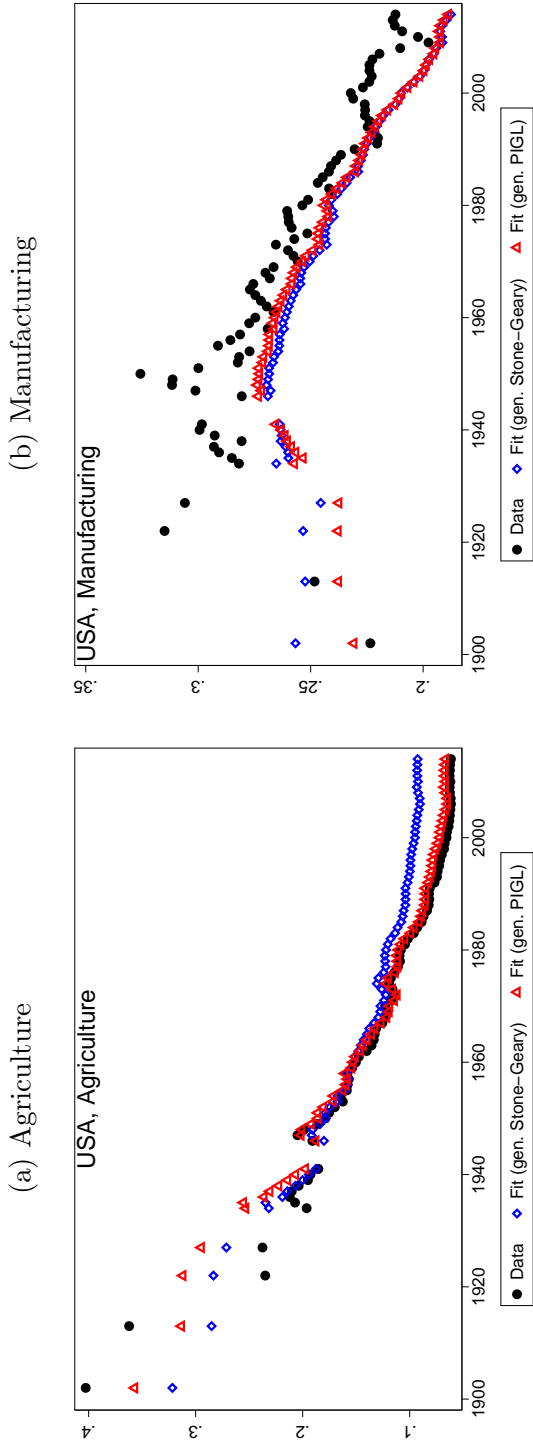 (a) Agriculture
USA, Agriculture
.4
.3
.2
.1
1900
1920
1940
1960
1980
2000
Data
Fit (gen. Stone−Geary)
Fit (gen. PIGL)
(b) Manufacturing
USA, Manufacturing
.35
.3
.25
.2
1900
1920
1940
1960
1980
2000
Data
Fit (gen. Stone−Geary)
Fit (gen. PIGL)